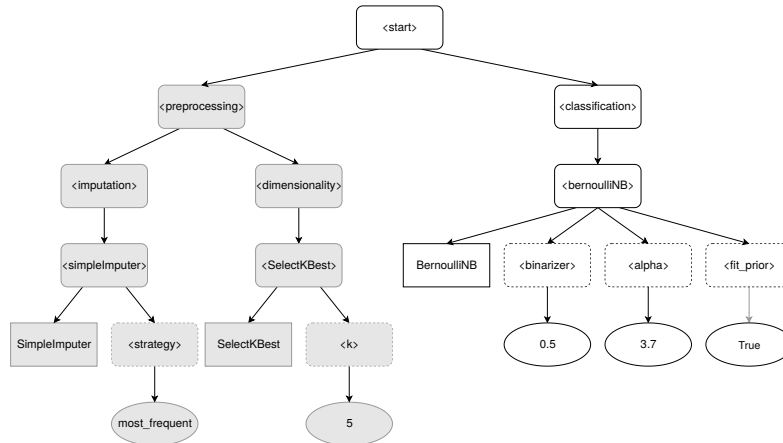 <start>
<preprocessing>
<classification>
<imputation>
<dimensionality>
<bernoulliNB>
<simpleImputer>
<SelectKBest>
BernoulliNB
<binarizer>
<alpha>
<fit_prior>
SimpleImputer
<strategy>
SelectKBest
<k>
0.5
3.7
True
most_frequent
5